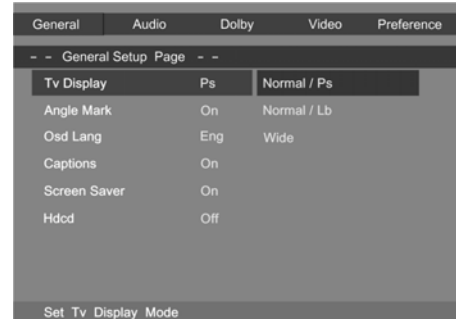 General Audio Dolby Video Preference
- - General Setup Page - -
Tv Display Ps Normal / Ps
Angle Mark On Normal / Lb
Osd Lang Eng Wide
Captions On
Screen Saver On
Hdcd Off
Set Tv Display Mode